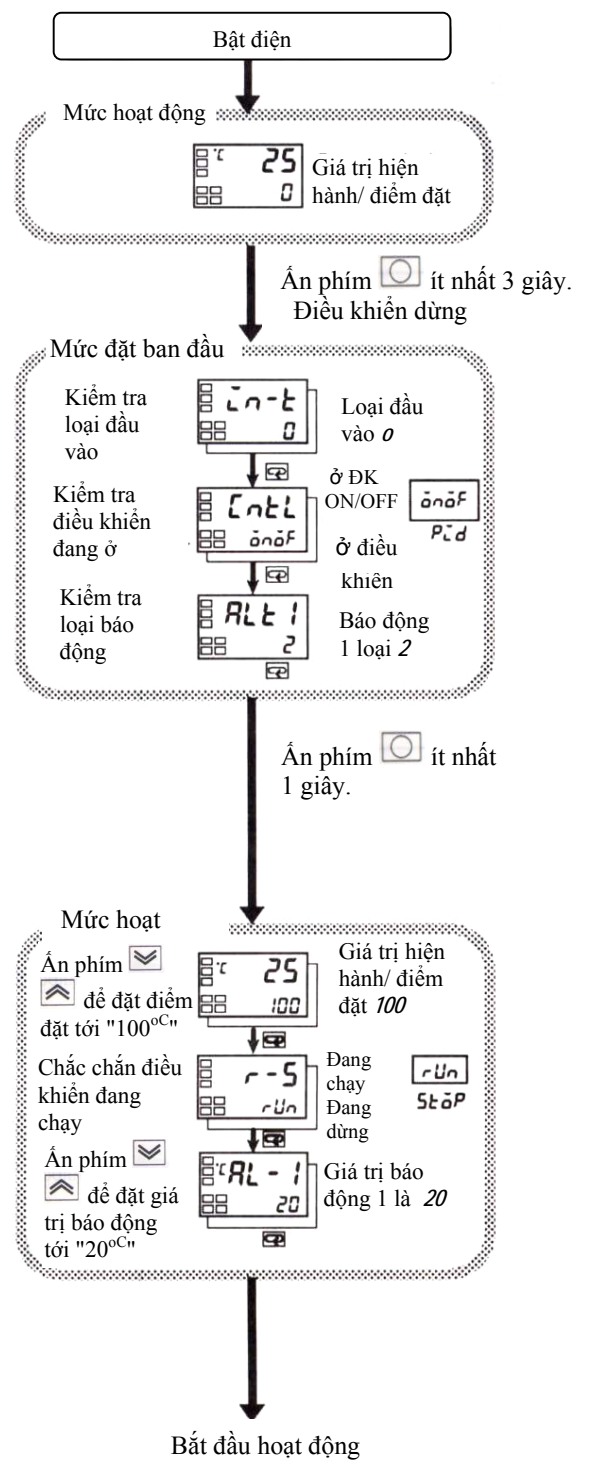 Bật điện
Mức hoạt động
°C 25
0
Giá trị hiện
hành/ điểm đặt
Ấn phím ít nhất 3 giây.
Điều khiển dừng
Mức đặt ban đầu
Kiểm tra
loại đầu
vào
in-t
0
Loại đầu
vào 0
Kiểm tra
điều khiển
đang ở
CntL
onoF
ở ĐK
ON/OFF
onoF
Pid
ở điều
khiên
Kiểm tra
loại báo
động
ALt1
2
Báo động
1 loại 2
Ấn phím ít nhất
1 giây.
Mức hoạt
Ấn phím
để đặt điểm
đặt tới "100oC"
°C 25
100
Giá trị hiện
hành/ điểm
đặt 100
Chắc chắn điều
khiển đang
chạy
r-S
rUn
Đang
chạy
Đang
dừng
rUn
StoP
Ấn phím
để đặt giá
trị báo động
tới "20oC"
°C AL-1
20
Giá trị báo
động 1 là 20
Bắt đầu hoạt động